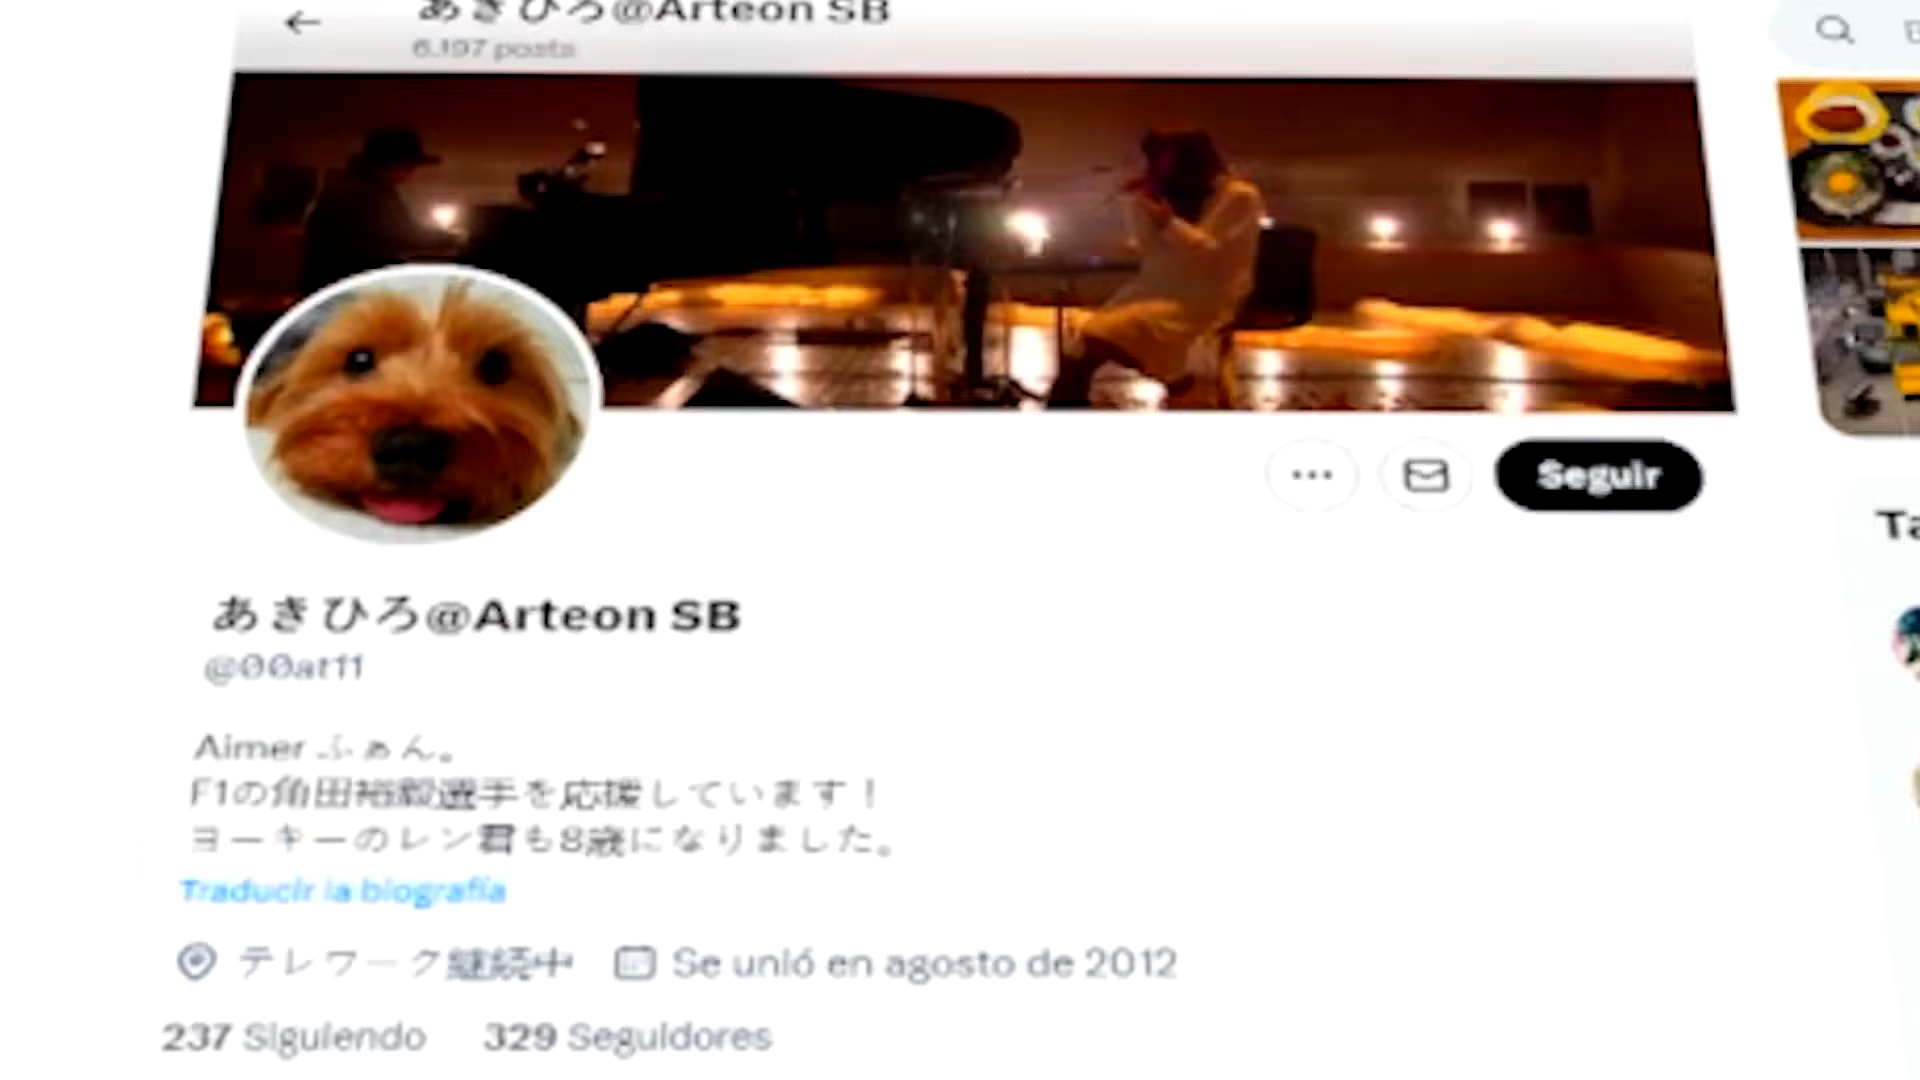 あきひろ@Arteon SB
6.197 posts
Seguir
あきひろ@Arteon SB
@00at11
Aimer ふぁん。
F1の角田裕毅選手を応援しています！
ヨーキーのレン君も8歳になりました。
Traducir la biografía
テレワーク継続中 Se unió en agosto de 2012
237 Siguiendo 329 Seguidores